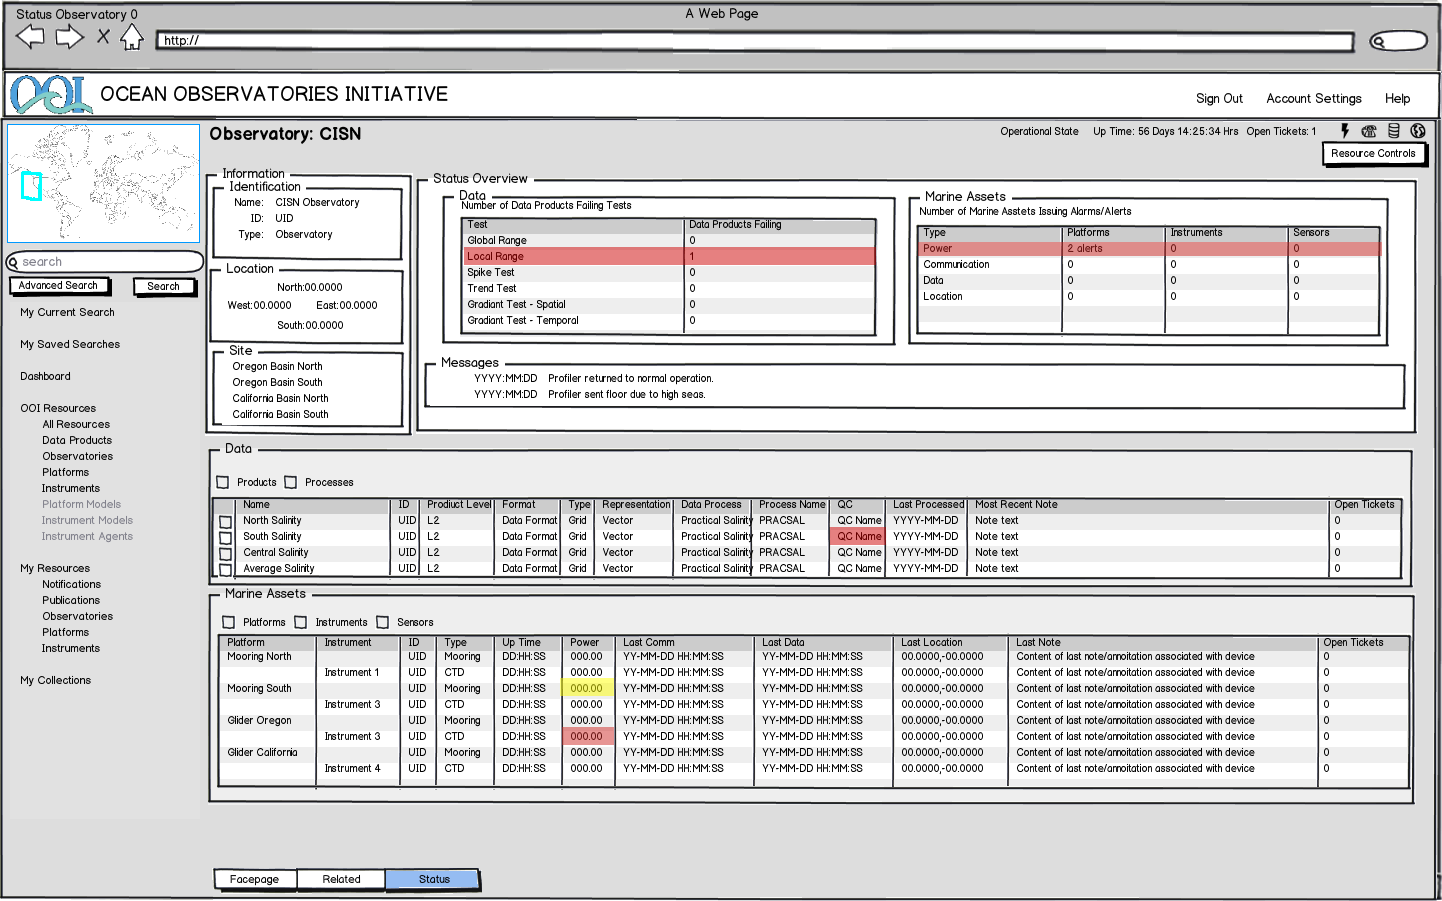 Status Observatory 0
A Web Page
http://
OOI OCEAN OBSERVATORIES INITIATIVE
Sign Out Account Settings Help
Observatory: CISN
Operational State Up Time: 56 Days 14:25:34 Hrs Open Tickets: 1
Resource Controls
search
Advanced Search Search
My Current Search
My Saved Searches
Dashboard
OOI Resources
All Resources
Data Products
Observatories
Platforms
Instruments
Platform Models
Instrument Models
Instrument Agents
My Resources
Notifications
Publications
Observatories
Platforms
Instruments
My Collections
Information
Identification
Name: CISN Observatory
ID: UID
Type: Observatory
Location
North:00.0000
West:00.0000 East:00.0000
South:00.0000
Site
Oregon Basin North
Oregon Basin South
California Basin North
California Basin South
Status Overview
Data
Number of Data Products Failing Tests
Test Data Products Failing
Global Range 0
Local Range 1
Spike Test 0
Trend Test 0
Gradiant Test - Spatial 0
Gradiant Test - Temporal 0
Marine Assets
Number of Marine Asstets Issuing Alarms/Alerts
Type Platforms Instruments Sensors
Power 2 alerts 0 0
Communication 0 0 0
Data 0 0 0
Location 0 0 0
Messages
YYYY:MM:DD Profiler returned to normal operation.
YYYY:MM:DD Profiler sent floor due to high seas.
Data
Products Processes
Name ID Prodiuct Level Format Type Representation Data Process Process Name QC Last Processed Most Recent Note Open Tickets
North Salinity UID L2 Data Format Grid Vector Practical Salinity PRACSAL QC Name YYYY-MM-DD Note text 0
South Salinity UID L2 Data Format Grid Vector Practical Salinity PRACSAL QC Name YYYY-MM-DD Note text 0
Central Salinity UID L2 Data Format Grid Vector Practical Salinity PRACSAL QC Name YYYY-MM-DD Note text 0
Average Salinity UID L2 Data Format Grid Vector Practical Salinity PRACSAL QC Name YYYY-MM-DD Note text 0
Marine Assets
Platforms Instruments Sensors
Platform Instrument ID Type Up Time Power Last Comm Last Data Last Location Last Note Open Tickets
Mooring North UID Mooring DD:HH:SS 000.00 YY-MM-DD HH:MM:SS YY-MM-DD HH:MM:SS 00.0000,-00.0000 Content of last note/annoitation associated with device 0
Instrument 1 UID CTD DD:HH:SS 000.00 YY-MM-DD HH:MM:SS YY-MM-DD HH:MM:SS 00.0000,-00.0000 Content of last note/annoitation associated with device 0
Mooring South UID Mooring DD:HH:SS 000.00 YY-MM-DD HH:MM:SS YY-MM-DD HH:MM:SS 00.0000,-00.0000 Content of last note/annoitation associated with device 0
Instrument 3 UID CTD DD:HH:SS 000.00 YY-MM-DD HH:MM:SS YY-MM-DD HH:MM:SS 00.0000,-00.0000 Content of last note/annoitation associated with device 0
Glider Oregon UID Mooring DD:HH:SS 000.00 YY-MM-DD HH:MM:SS YY-MM-DD HH:MM:SS 00.0000,-00.0000 Content of last note/annoitation associated with device 0
Instrument 3 UID CTD DD:HH:SS 000.00 YY-MM-DD HH:MM:SS YY-MM-DD HH:MM:SS 00.0000,-00.0000 Content of last note/annoitation associated with device 0
Glider California UID Mooring DD:HH:SS 000.00 YY-MM-DD HH:MM:SS YY-MM-DD HH:MM:SS 00.0000,-00.0000 Content of last note/annoitation associated with device 0
Instrument 4 UID CTD DD:HH:SS 000.00 YY-MM-DD HH:MM:SS YY-MM-DD HH:MM:SS 00.0000,-00.0000 Content of last note/annoitation associated with device 0
Facepage Related Status